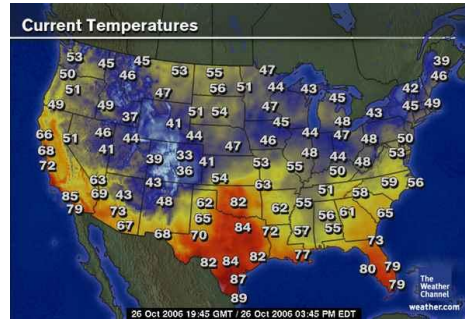 Current Temperatures
53 45 45 39
50 46 53 55 47 46
51 47 56 51 44 43 45 42
49 49 37 51 54 47 43 45 49
66 51 46 44 41 44 45 48
68 39 33 41 47 46 44 47 50
72 36 53 55 48 44 48 53
63 43 54 63 50 59 56
85 69 43 48 62 82 62 55 51 58
79 73 65 56 61 65
67 68 70 84 72 57 55 73
82 84 82 77 80 79
87 79
89
The
Weather
Channel
weather.com
26 Oct 2006 19:45 GMT / 26 Oct 2006 03:45 PM EDT